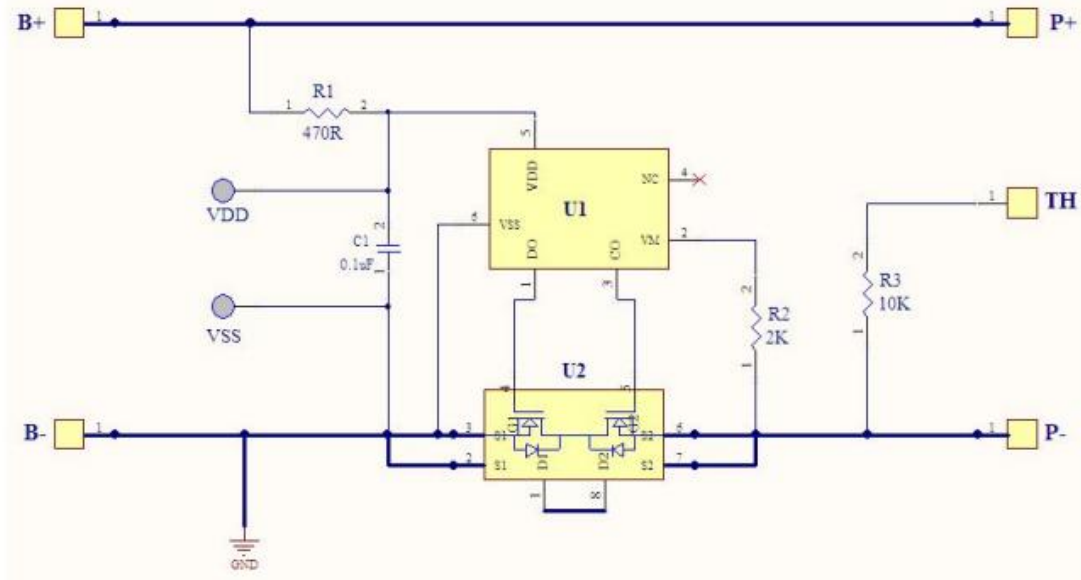 B+
1
1
P+
R1
1
2
470R
5
VDD
NC
4
1
TH
VDD
U1
6
VSS
VM
2
2
C1
0.1uF
1
DO
CO
2
R3
10K
1
VSS
1
3
2
R2
2K
1
U2
4
5
B-
1
3
S1
S2
6
1
P-
2
S1
D1
D2
S2
7
1
8
GND